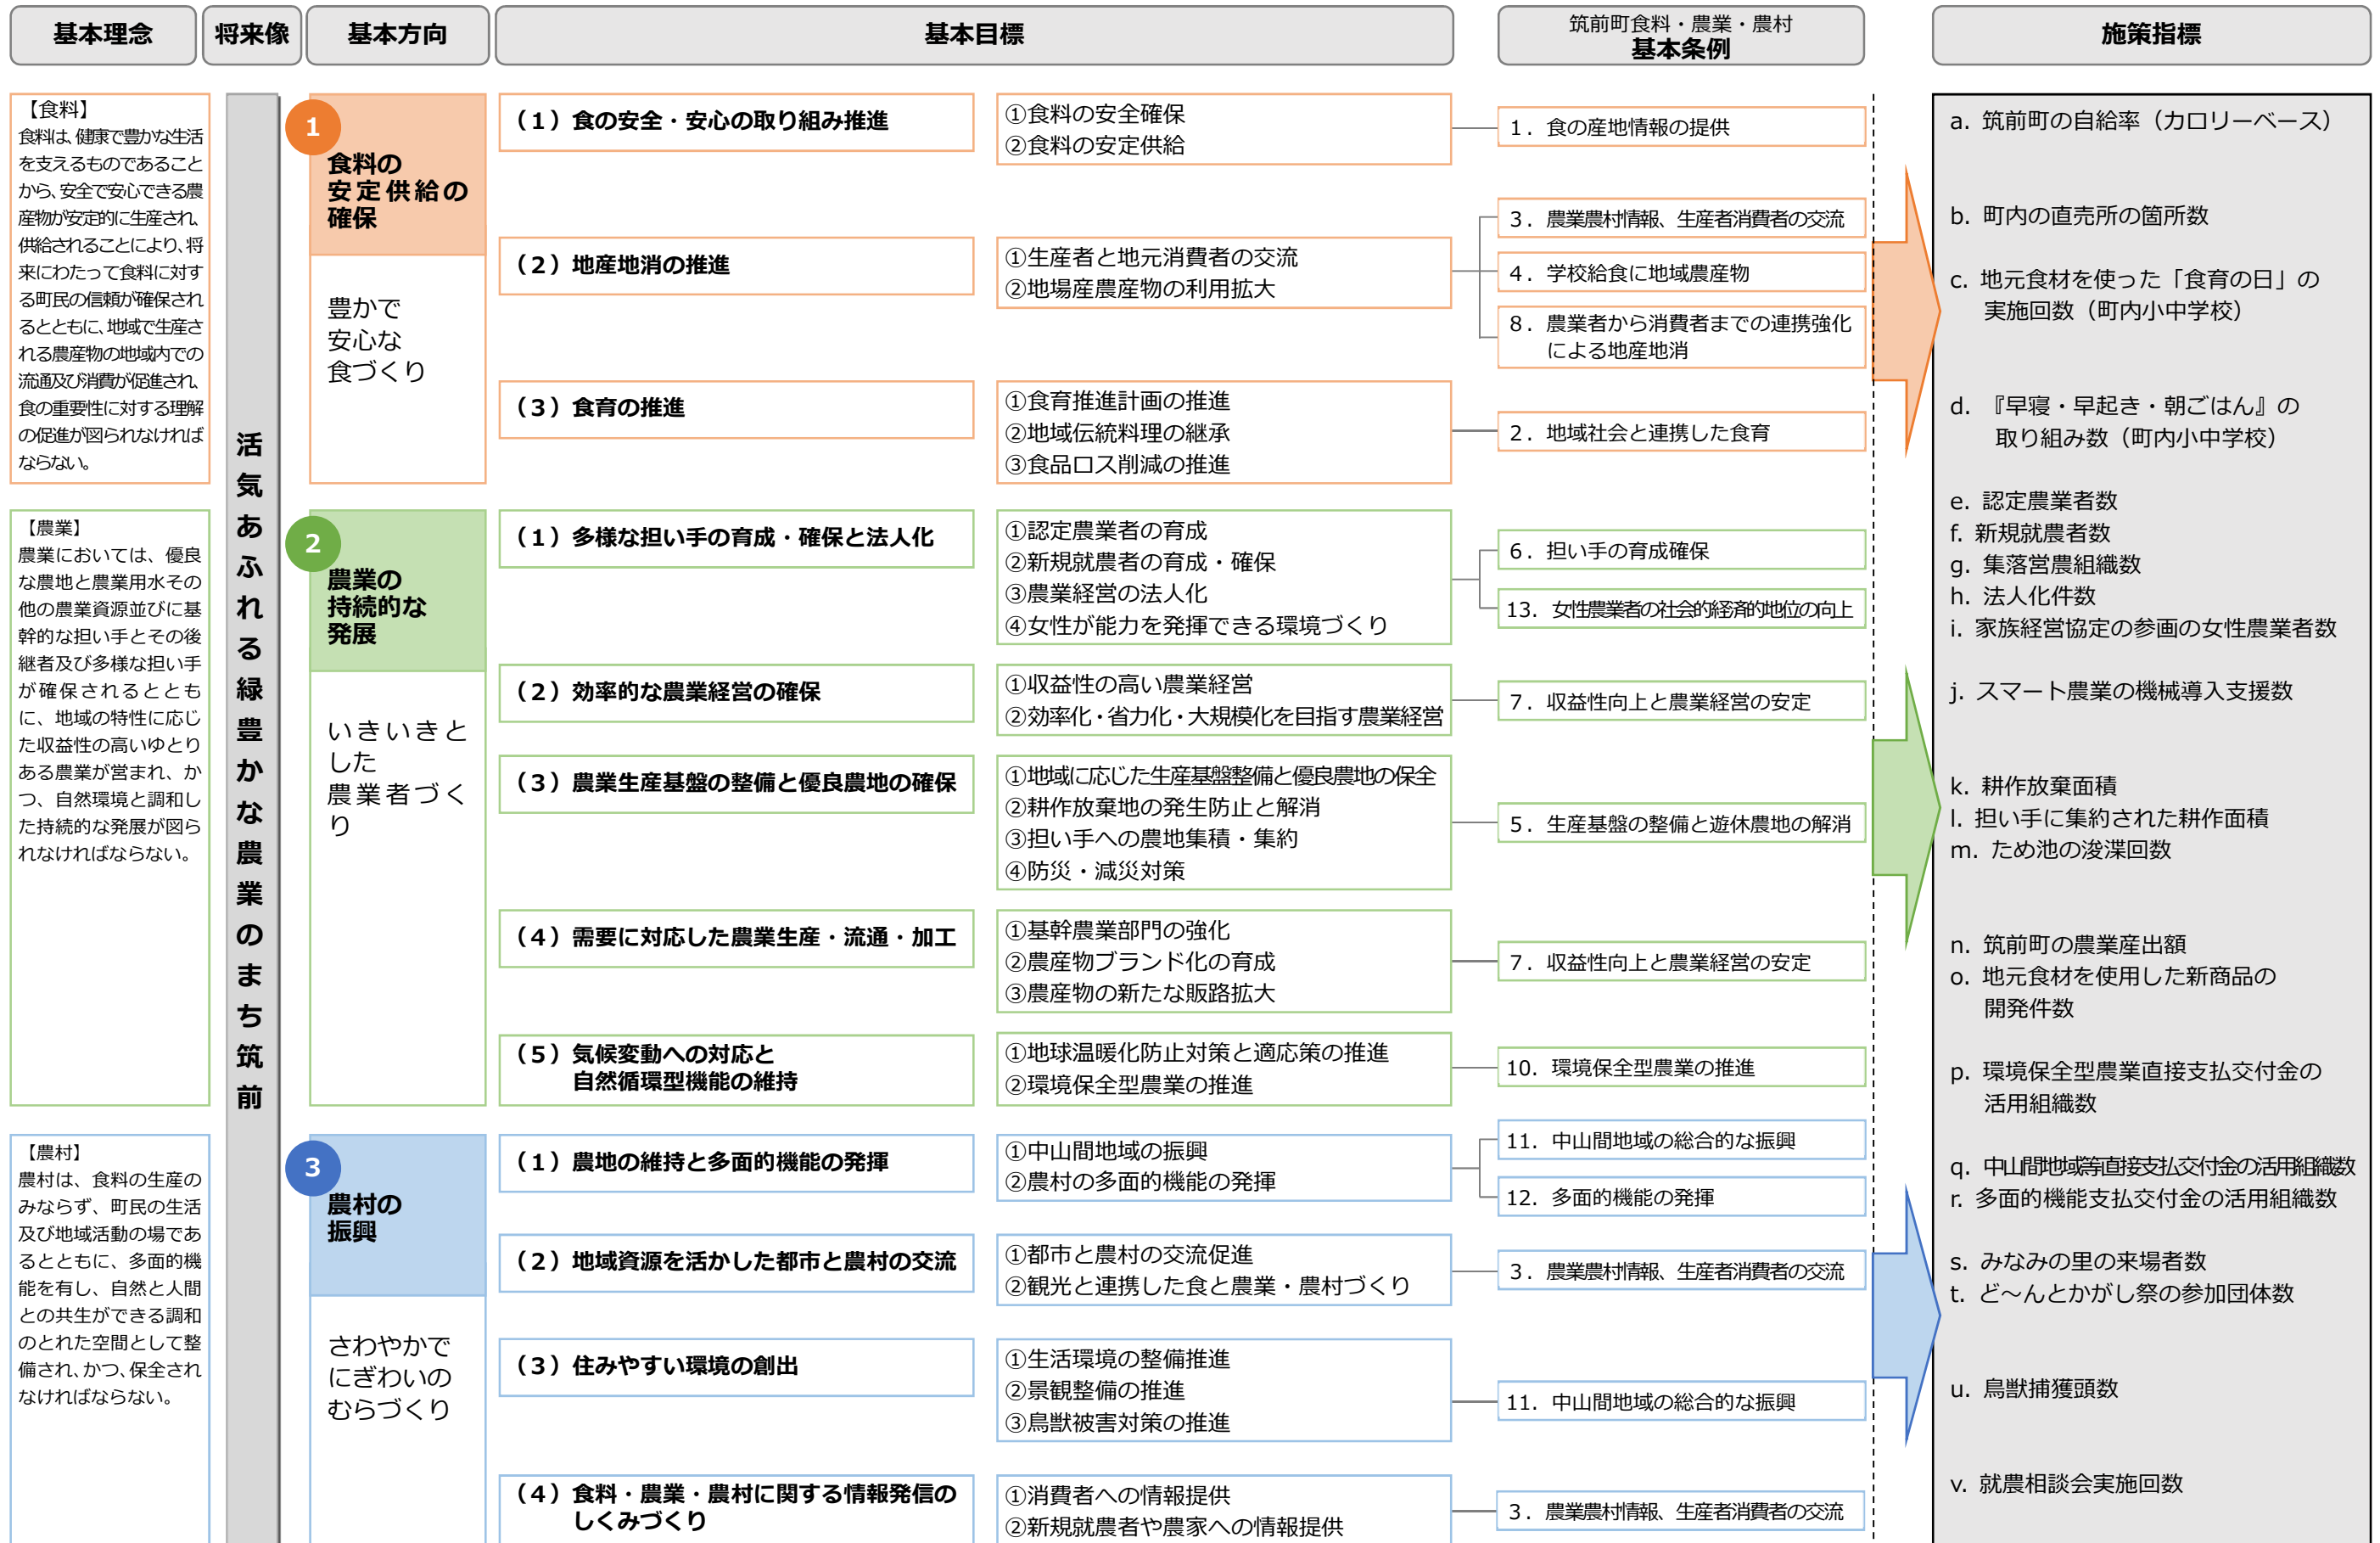 基本理念
将来像
基本方向
基本目標
筑前町食料・農業・農村
基本条例
施策指標
【食料】
食料は、健康で豊かな生活
を支えるものであること
から、安全で安心できる農
産物が安定的に生産され、
供給されることにより、将
来にわたって食料に対す
る町民の信頼が確保され
るとともに、地域で生産さ
れる農産物の地域内での
流通及び消費が促進され、
食の重要性に対する理解
の促進が図られなければ
ならない。
【農業】
農業においては、優良
な農地と農業用水その
他の農業資源並びに基
幹的な担い手とその後
継者及び多様な担い手
が確保されるととも
に、地域の特性に応じ
た収益性の高いゆとり
ある農業が営まれ、か
つ、自然環境と調和し
た持続的な発展が図ら
れなければならない。
【農村】
農村は、食料の生産の
みならず、町民の生活
及び地域活動の場であ
るとともに、多面的機
能を有し、自然と人間
との共生ができる調和
のとれた空間として整
備され、かつ、保全され
なければならない。
活気あふれる緑豊かな農業のまち筑前
1
食料の
安定供給の
確保
豊かで
安心な
食づくり
（１）食の安全・安心の取り組み推進
①食料の安全確保
②食料の安定供給
1．食の産地情報の提供
（２）地産地消の推進
①生産者と地元消費者の交流
②地場産農産物の利用拡大
3．農業農村情報、生産者消費者の交流
4．学校給食に地域農産物
8．農業者から消費者までの連携強化
による地産地消
（３）食育の推進
①食育推進計画の推進
②地域伝統料理の継承
③食品ロス削減の推進
2．地域社会と連携した食育
2
農業の
持続的な
発展
いきいきと
した
農業者づく
り
（１）多様な担い手の育成・確保と法人化
①認定農業者の育成
②新規就農者の育成・確保
③農業経営の法人化
④女性が能力を発揮できる環境づくり
6．担い手の育成確保
13．女性農業者の社会的経済的地位の向上
（２）効率的な農業経営の確保
①収益性の高い農業経営
②効率化・省力化・大規模化を目指す農業経営
7．収益性向上と農業経営の安定
（３）農業生産基盤の整備と優良農地の確保
①地域に応じた生産基盤整備と優良農地の保全
②耕作放棄地の発生防止と解消
③担い手への農地集積・集約
④防災・減災対策
5．生産基盤の整備と遊休農地の解消
（４）需要に対応した農業生産・流通・加工
①基幹農業部門の強化
②農産物ブランド化の育成
③農産物の新たな販路拡大
7．収益性向上と農業経営の安定
（５）気候変動への対応と
自然循環型機能の維持
①地球温暖化防止対策と適応策の推進
②環境保全型農業の推進
10．環境保全型農業の推進
3
農村の
振興
さわやかで
にぎわいの
むらづくり
（１）農地の維持と多面的機能の発揮
①中山間地域の振興
②農村の多面的機能の発揮
11．中山間地域の総合的な振興
12．多面的機能の発揮
（２）地域資源を活かした都市と農村の交流
①都市と農村の交流促進
②観光と連携した食と農業・農村づくり
3．農業農村情報、生産者消費者の交流
（３）住みやすい環境の創出
①生活環境の整備推進
②景観整備の推進
③鳥獣被害対策の推進
11．中山間地域の総合的な振興
（４）食料・農業・農村に関する情報発信の
しくみづくり
①消費者への情報提供
②新規就農者や農家への情報提供
3．農業農村情報、生産者消費者の交流
a. 筑前町の自給率（カロリーベース）
b. 町内の直売所の箇所数
c. 地元食材を使った「食育の日」の
実施回数（町内小中学校）
d. 『早寝・早起き・朝ごはん』の
取り組み数（町内小中学校）
e. 認定農業者数
f. 新規就農者数
g. 集落営農組織数
h. 法人化件数
i. 家族経営協定の参画の女性農業者数
j. スマート農業の機械導入支援数
k. 耕作放棄面積
l. 担い手に集約された耕作面積
m. ため池の浚渫回数
n. 筑前町の農業産出額
o. 地元食材を使用した新商品の
開発件数
p. 環境保全型農業直接支払交付金の
活用組織数
q. 中山間地域等直接支払交付金の活用組織数
r. 多面的機能支払交付金の活用組織数
s. みなみの里の来場者数
t. ど～んとかがし祭の参加団体数
u. 鳥獣捕獲頭数
v. 就農相談会実施回数